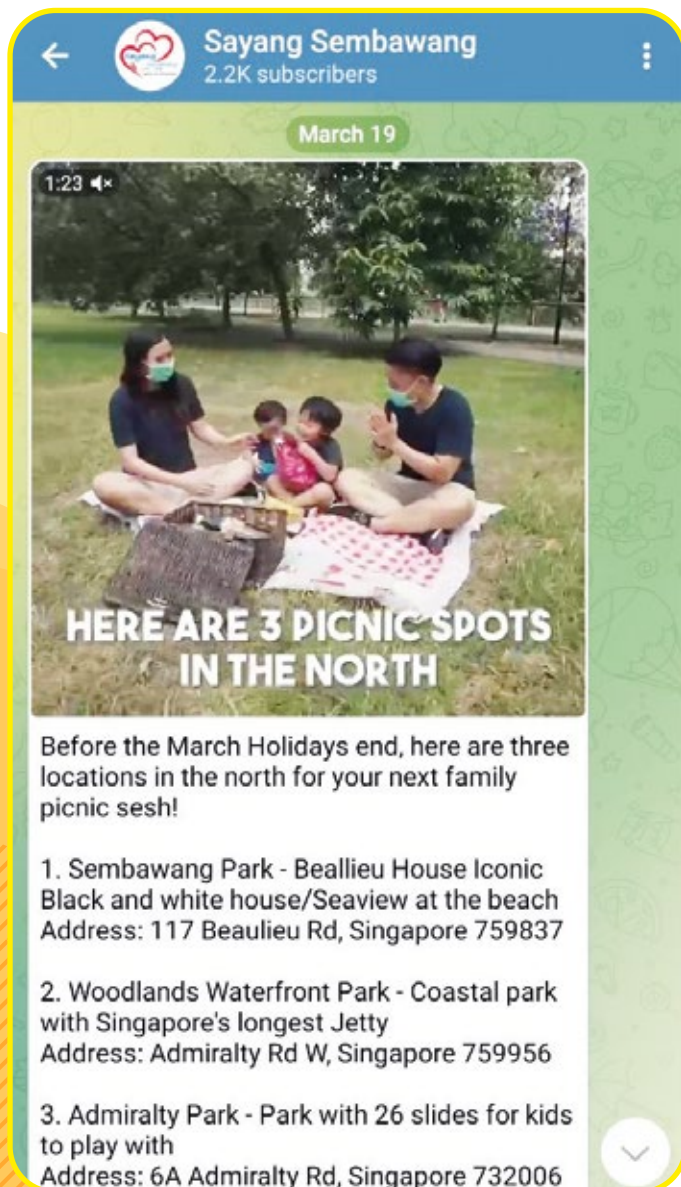 Sayang Sembawang
2.2K subscribers
March 19
1:23
HERE ARE 3 PICNIC SPOTS
IN THE NORTH
Before the March Holidays end, here are three
locations in the north for your next family
picnic sesh!
1. Sembawang Park - Beallieu House Iconic
Black and white house/Seaview at the beach
Address: 117 Beaulieu Rd, Singapore 759837
2. Woodlands Waterfront Park - Coastal park
with Singapore's longest Jetty
Address: Admiralty Rd W, Singapore 759956
3. Admiralty Park - Park with 26 slides for kids
to play with
Address: 6A Admiralty Rd, Singapore 732006